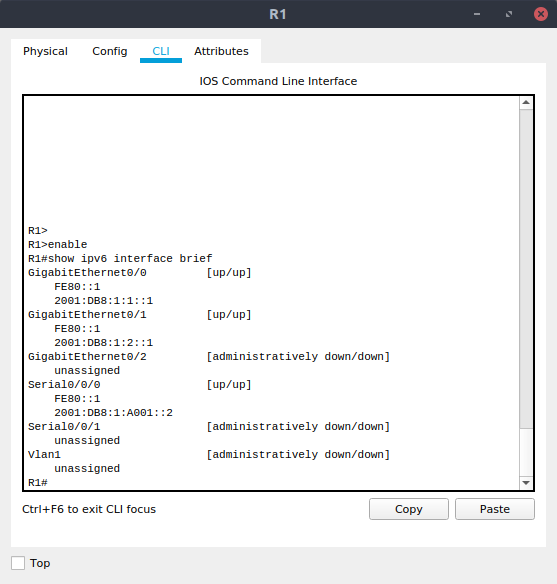 R1
Physical Config CLI Attributes
IOS Command Line Interface
R1>
R1>enable
R1#show ipv6 interface brief
GigabitEthernet0/0 [up/up]
FE80::1
2001:DB8:1:1::1
GigabitEthernet0/1 [up/up]
FE80::1
2001:DB8:1:2::1
GigabitEthernet0/2 [administratively down/down]
unassigned
Serial0/0/0 [up/up]
FE80::1
2001:DB8:1:A001::2
Serial0/0/1 [administratively down/down]
unassigned
Vlan1 [administratively down/down]
unassigned
R1#
Ctrl+F6 to exit CLI focus Copy Paste
Top